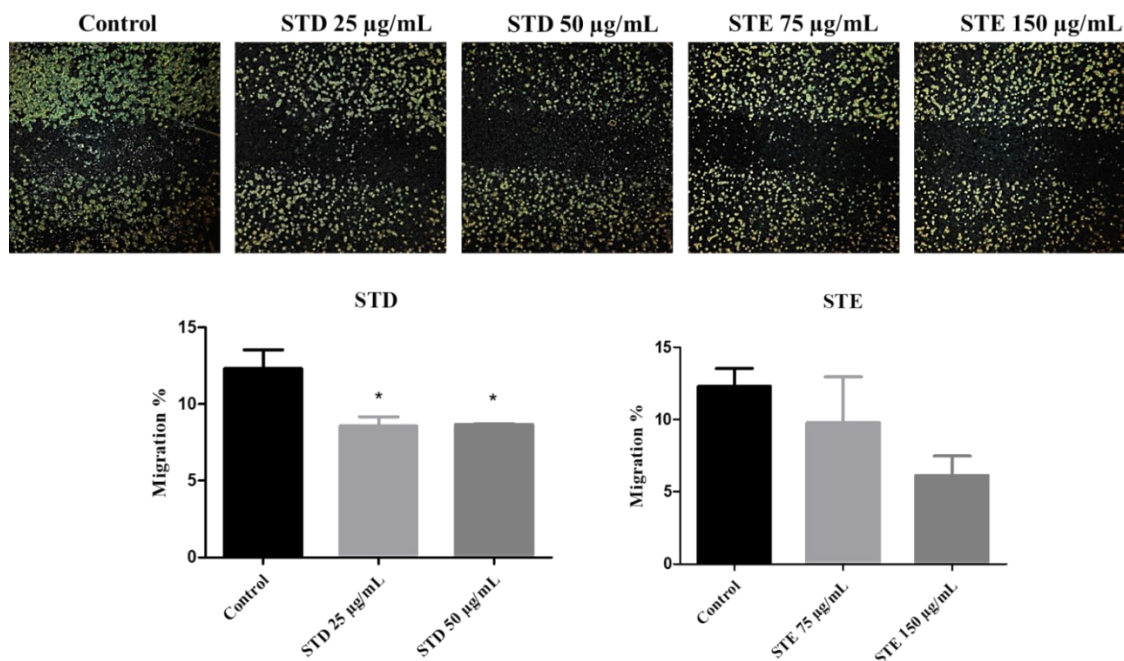 Control
STD 25 µg/mL
STD 50 µg/mL
STE 75 µg/mL
STE 150 µg/mL
STD
Migration %
15
10
5
0
*
*
Control
STD 25 µg/mL
STD 50 µg/mL
STE
Migration %
15
10
5
0
Control
STE 75 µg/mL
STE 150 µg/mL